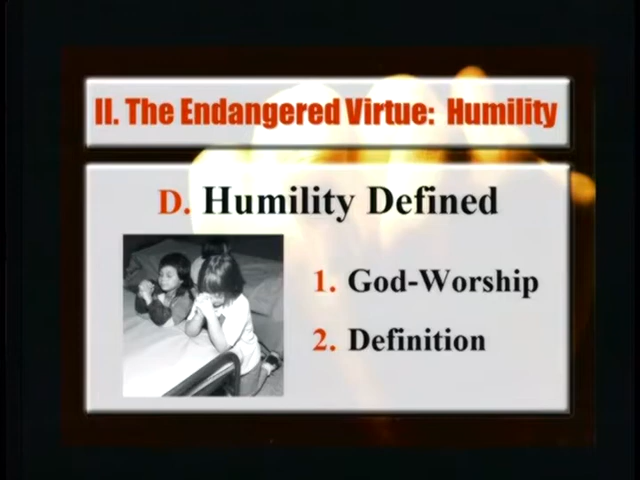 II. The Endangered Virtue: Humility
D. Humility Defined
1. God-Worship
2. Definition